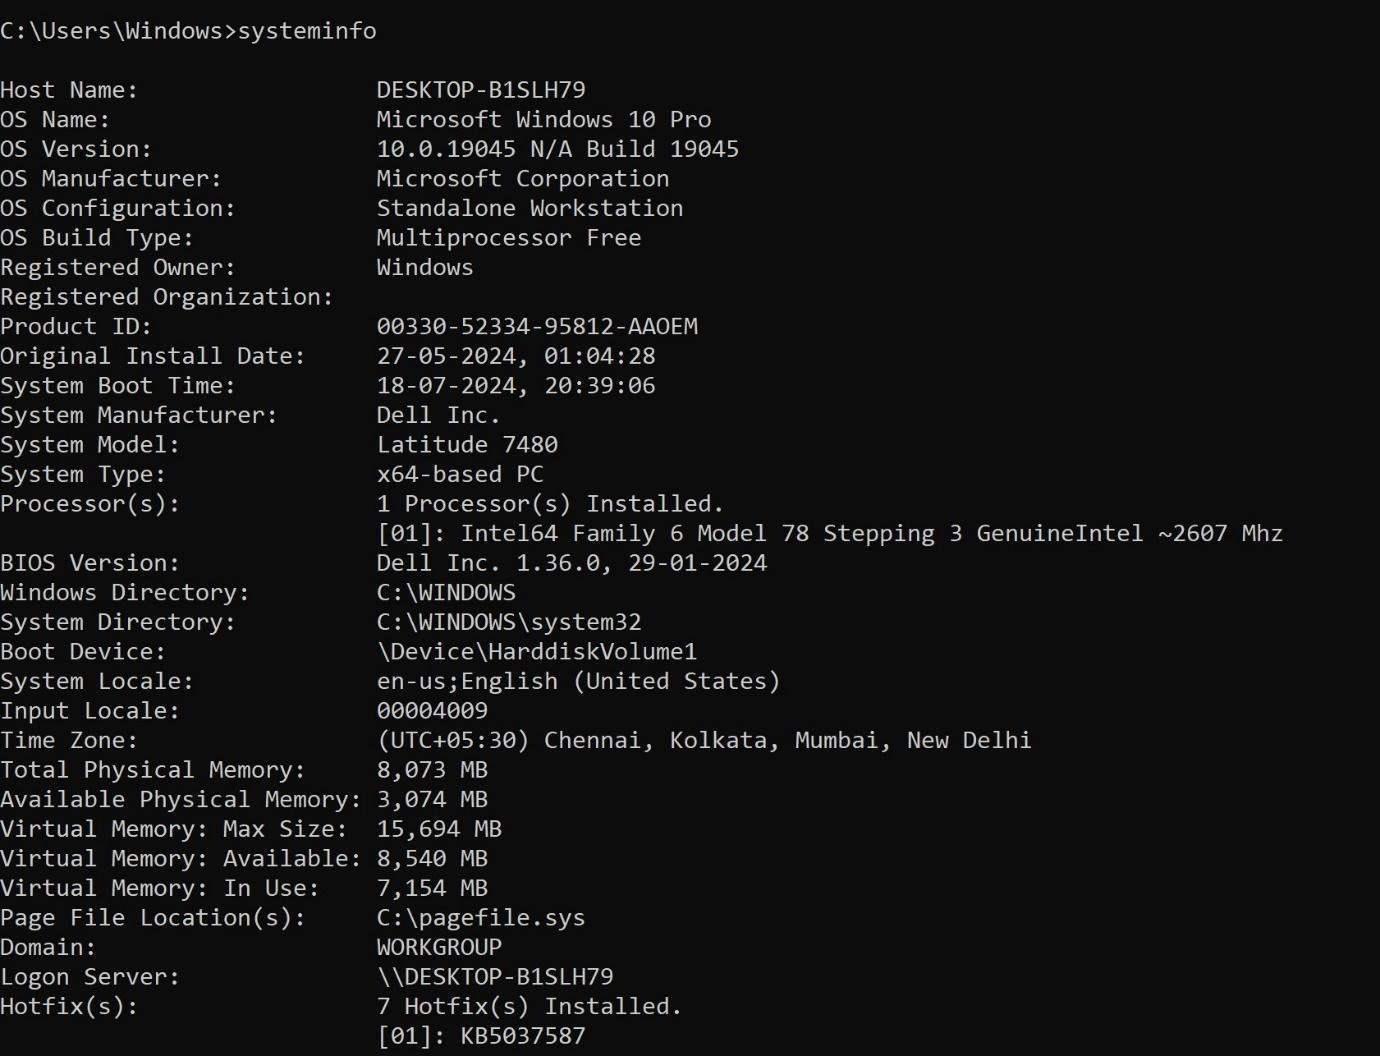 C:\Users\Windows>systeminfo
Host Name: DESKTOP-B1SLH79
OS Name: Microsoft Windows 10 Pro
OS Version: 10.0.19045 N/A Build 19045
OS Manufacturer: Microsoft Corporation
OS Configuration: Standalone Workstation
OS Build Type: Multiprocessor Free
Registered Owner: Windows
Registered Organization:
Product ID: 00330-52334-95812-AAOEM
Original Install Date: 27-05-2024, 01:04:28
System Boot Time: 18-07-2024, 20:39:06
System Manufacturer: Dell Inc.
System Model: Latitude 7480
System Type: x64-based PC
Processor(s): 1 Processor(s) Installed.
[01]: Intel64 Family 6 Model 78 Stepping 3 GenuineIntel ~2607 Mhz
BIOS Version: Dell Inc. 1.36.0, 29-01-2024
Windows Directory: C:\WINDOWS
System Directory: C:\WINDOWS\system32
Boot Device: \Device\HarddiskVolume1
System Locale: en-us;English (United States)
Input Locale: 00004009
Time Zone: (UTC+05:30) Chennai, Kolkata, Mumbai, New Delhi
Total Physical Memory: 8,073 MB
Available Physical Memory: 3,074 MB
Virtual Memory: Max Size: 15,694 MB
Virtual Memory: Available: 8,540 MB
Virtual Memory: In Use: 7,154 MB
Page File Location(s): C:\pagefile.sys
Domain: WORKGROUP
Logon Server: \\DESKTOP-B1SLH79
Hotfix(s): 7 Hotfix(s) Installed.
[01]: KB5037587